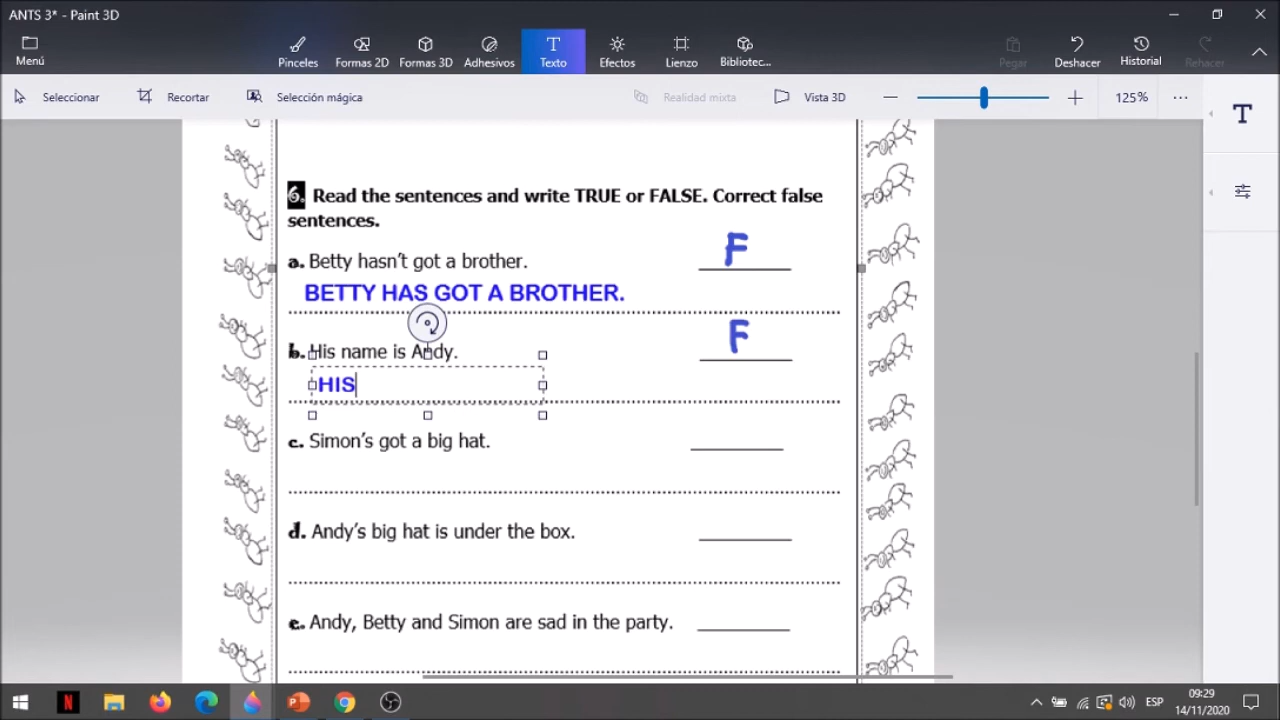 ANTS 3* - Paint 3D
Menú
Pinceles
Formas 2D
Formas 3D
Adhesivos
Texto
Efectos
Lienzo
Bibliotec...
Pegar
Deshacer
Historial
Rehacer
Seleccionar
Recortar
Selección mágica
Realidad mixta
Vista 3D
125%
6. Read the sentences and write TRUE or FALSE. Correct false
sentences.
a. Betty hasn't got a brother. F
BETTY HAS GOT A BROTHER.
b. His name is Andy. F
HIS
c. Simon's got a big hat.
d. Andy's big hat is under the box.
e. Andy, Betty and Simon are sad in the party.
ESP
09:29
14/11/2020